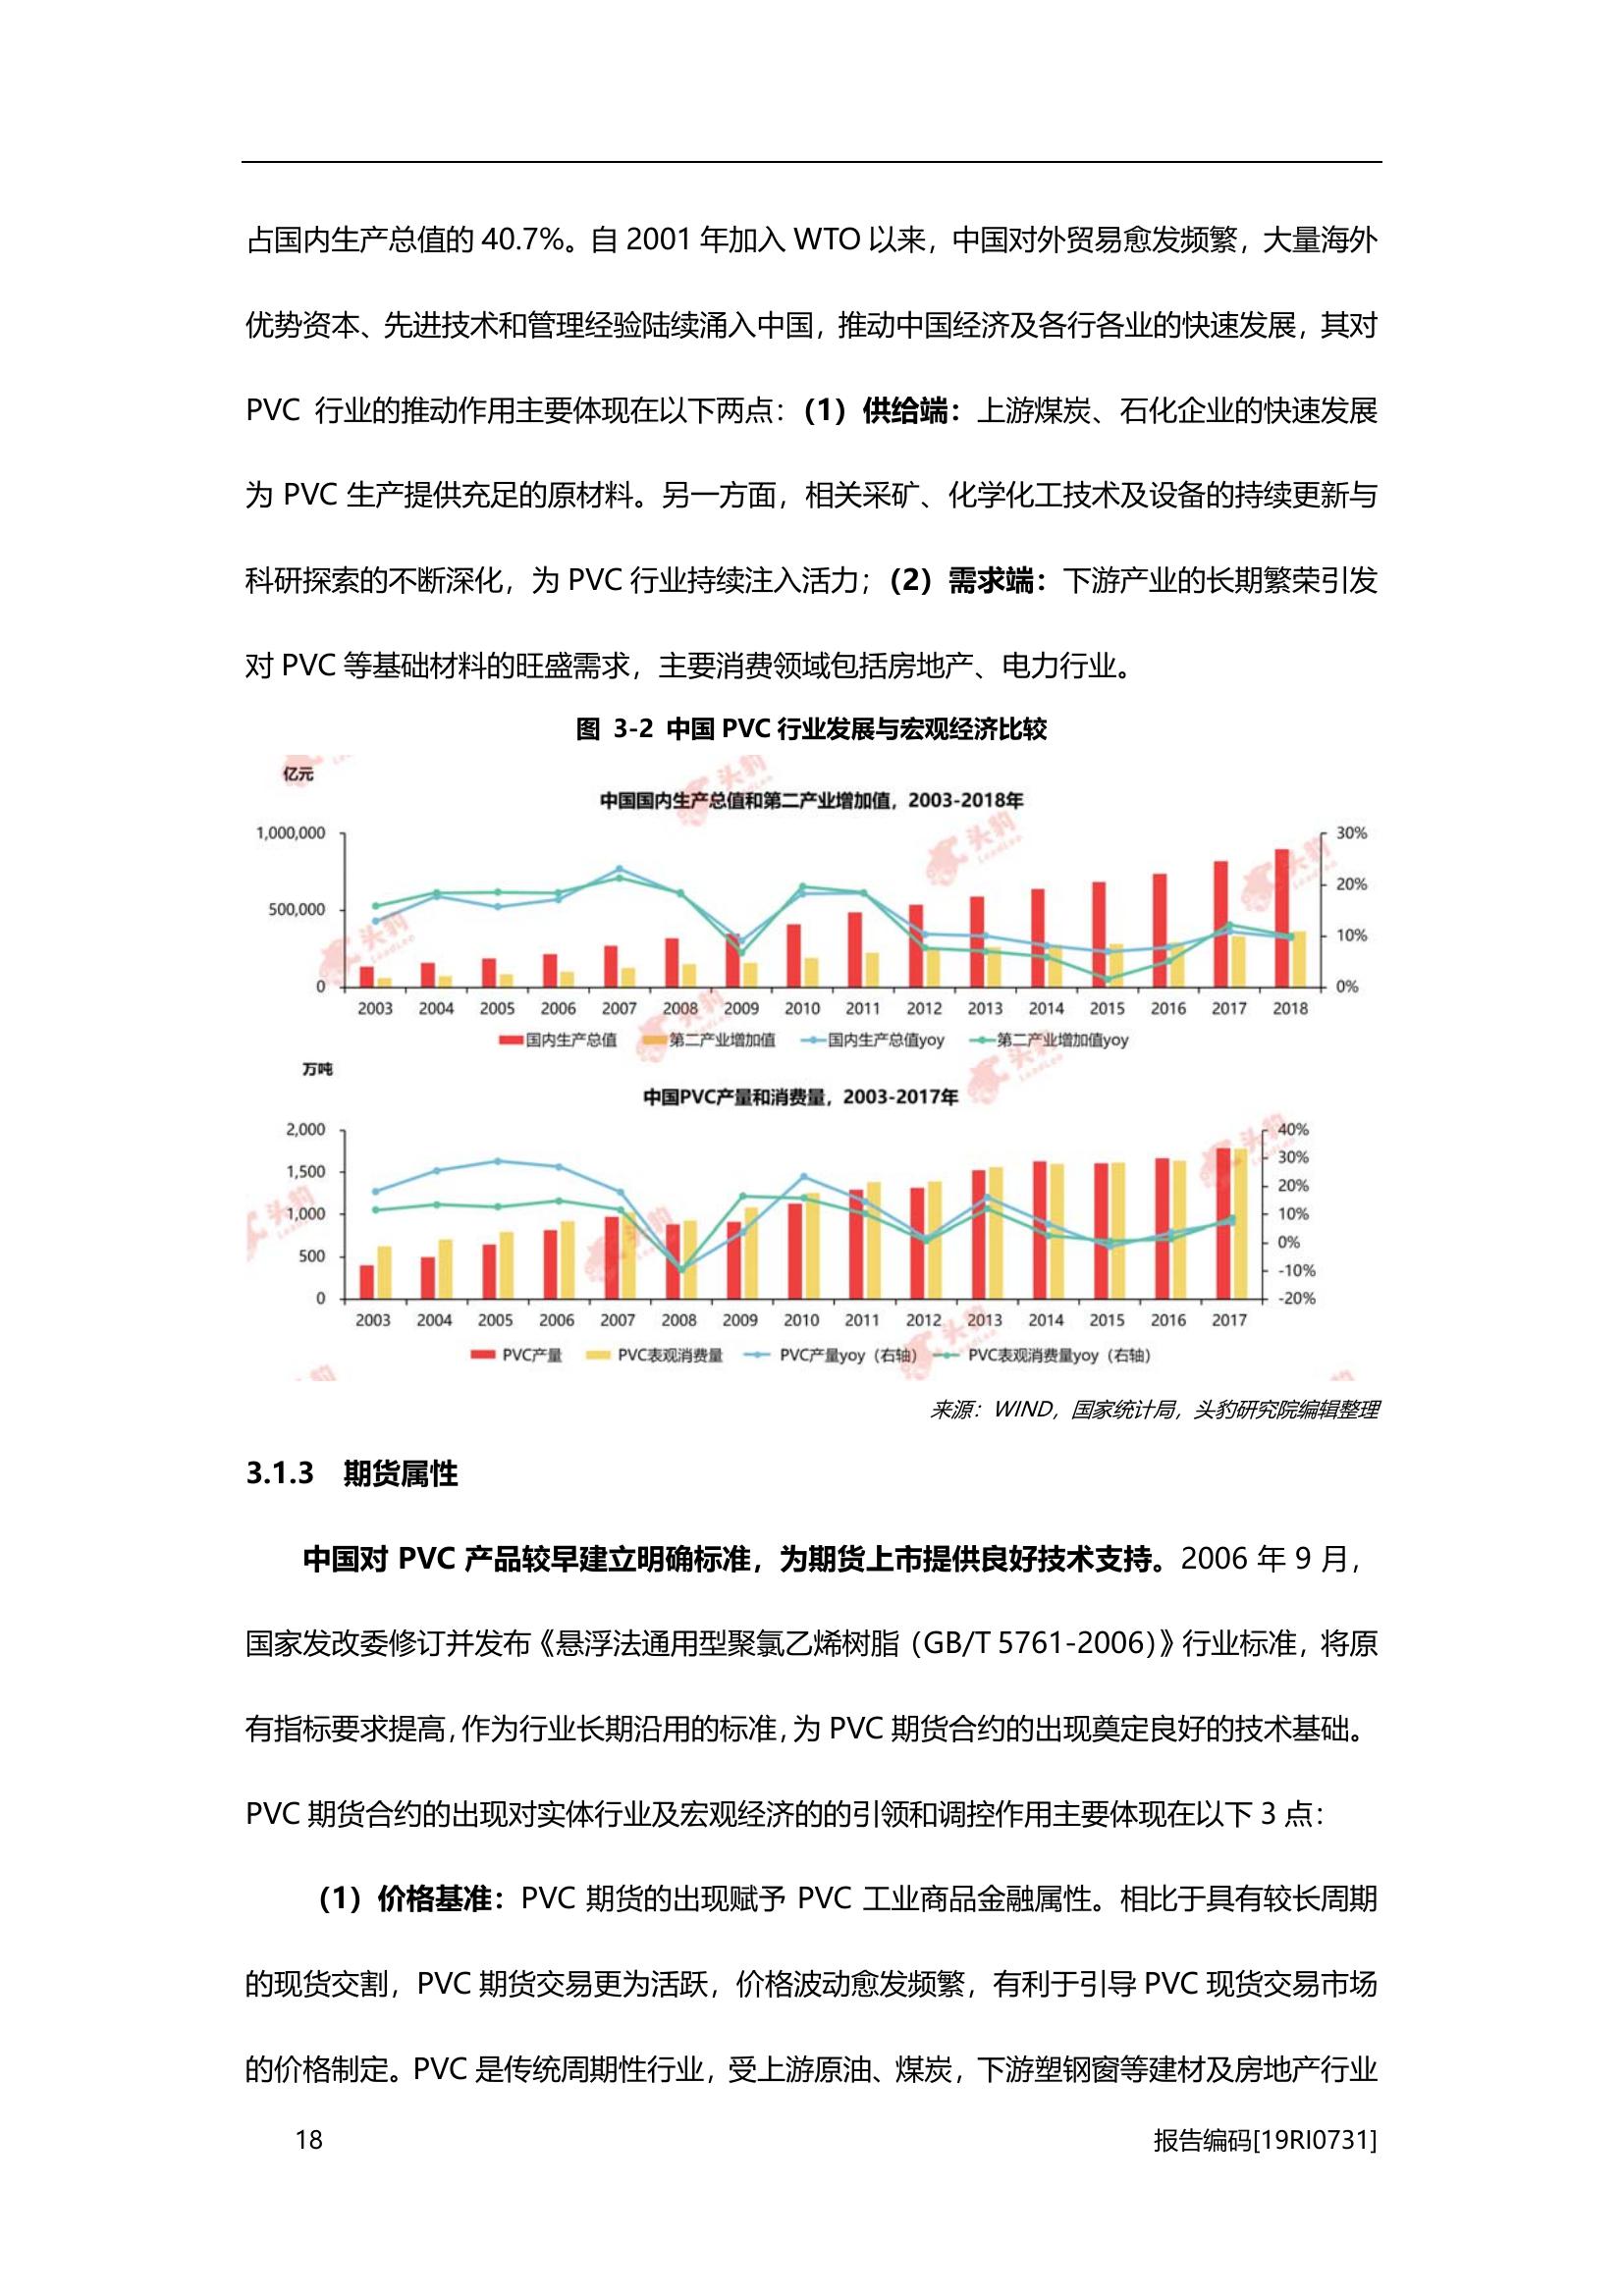 占国内生产总值的 40.7%。自 2001 年加入 WTO 以来，中国对外贸易愈发频繁，大量海外
优势资本、先进技术和管理经验陆续涌入中国，推动中国经济及各行各业的快速发展，其对
PVC 行业的推动作用主要体现在以下两点：（1）供给端：上游煤炭、石化企业的快速发展
为 PVC 生产提供充足的原材料。另一方面，相关采矿、化学化工技术及设备的持续更新与
科研探索的不断深化，为 PVC 行业持续注入活力；（2）需求端：下游产业的长期繁荣引发
对 PVC 等基础材料的旺盛需求，主要消费领域包括房地产、电力行业。
图 3-2 中国 PVC 行业发展与宏观经济比较
亿元
中国国内生产总值和第二产业增加值，2003-2018年
1,000,000
500,000
0
30%
20%
10%
0%
2003 2004 2005 2006 2007 2008 2009 2010 2011 2012 2013 2014 2015 2016 2017 2018
国内生产总值 第二产业增加值 国内生产总值yoy 第二产业增加值yoy
万吨
中国PVC产量和消费量，2003-2017年
2,000
1,500
1,000
500
0
40%
30%
20%
10%
0%
-10%
-20%
2003 2004 2005 2006 2007 2008 2009 2010 2011 2012 2013 2014 2015 2016 2017
PVC产量 PVC表观消费量 PVC产量yoy（右轴） PVC表观消费量yoy（右轴）
头豹
LeadLeo
来源：WIND，国家统计局，头豹研究院编辑整理
3.1.3 期货属性
中国对 PVC 产品较早建立明确标准，为期货上市提供良好技术支持。2006 年 9 月，
国家发改委修订并发布《悬浮法通用型聚氯乙烯树脂（GB/T 5761-2006）》行业标准，将原
有指标要求提高，作为行业长期沿用的标准，为 PVC 期货合约的出现奠定良好的技术基础。
PVC 期货合约的出现对实体行业及宏观经济的的引领和调控作用主要体现在以下 3 点：
（1）价格基准：PVC 期货的出现赋予 PVC 工业商品金融属性。相比于具有较长周期
的现货交割，PVC 期货交易更为活跃，价格波动愈发频繁，有利于引导 PVC 现货交易市场
的价格制定。PVC 是传统周期性行业，受上游原油、煤炭，下游塑钢窗等建材及房地产行业
18
报告编码[19RI0731]